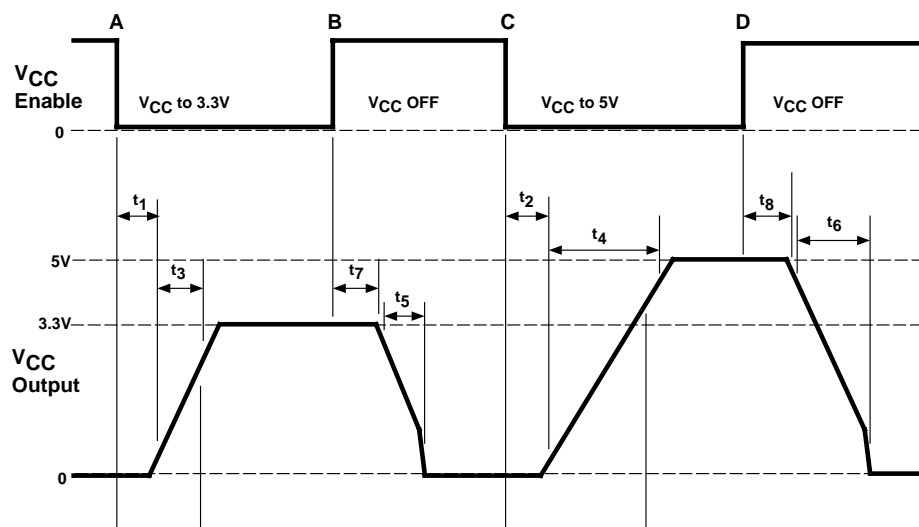 A B C D
VCC
Enable
VCC to 3.3V VCC OFF VCC to 5V VCC OFF
0
t1 t2 t8
t4 t6
5V
t3 t7
t5
3.3V
VCC
Output
0